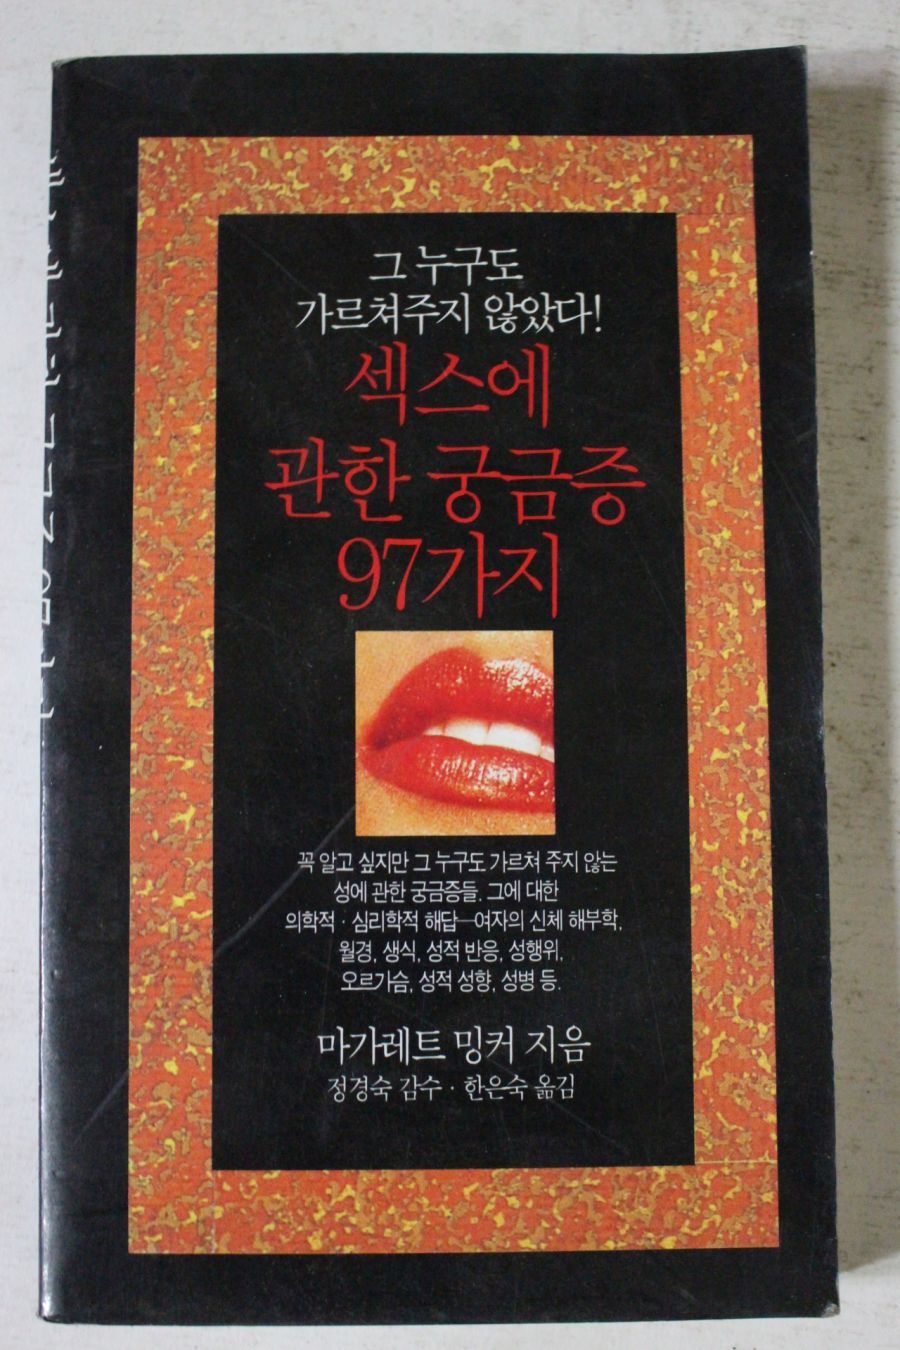 그 누구도
가르쳐주지 않았다!
섹스에
관한 궁금증
97가지
꼭 알고 싶지만 그 누구도 가르쳐 주지 않는
성에 관한 궁금증들. 그에 대한
의학적·심리학적 해답—여자의 신체 해부학,
월경, 생식, 성적 반응, 성행위,
오르가슴, 성적 성향, 성병 등.
마가레트 밍커 지음
정경숙 감수·한은숙 옮김